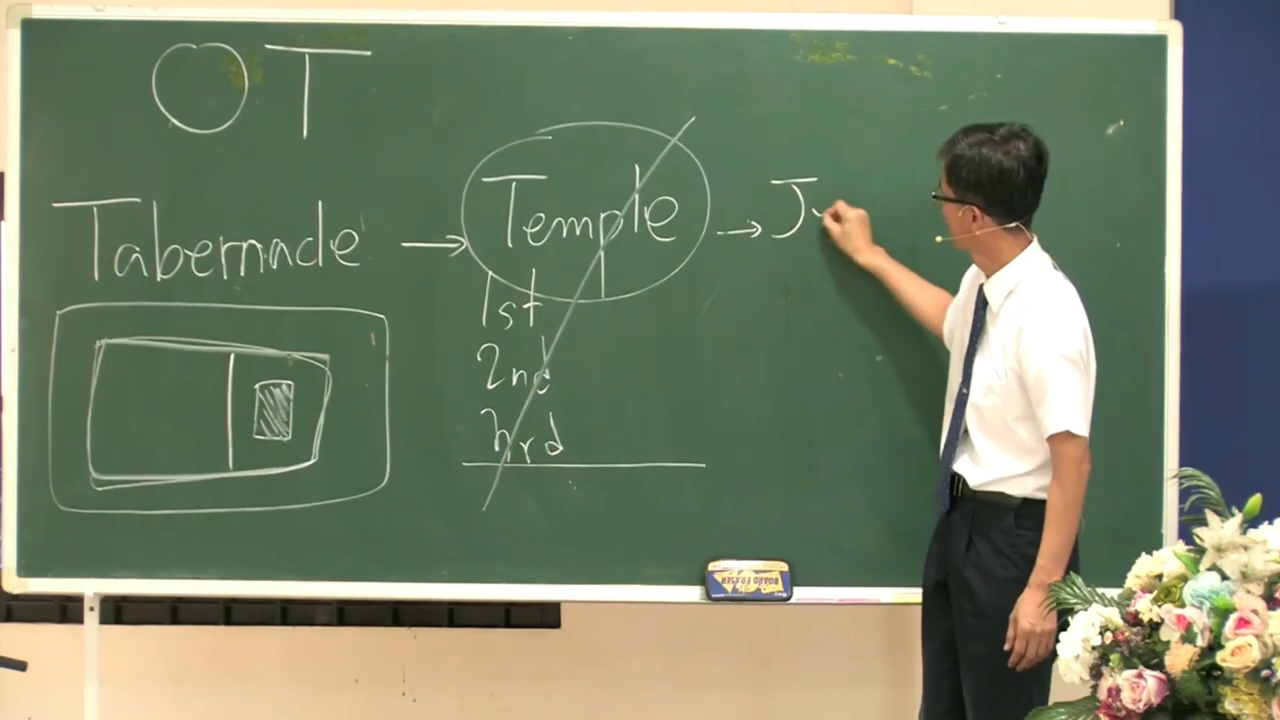 OT
Tabernacle → Temple → J
1st
2nd
3rd
BOARD ERASER